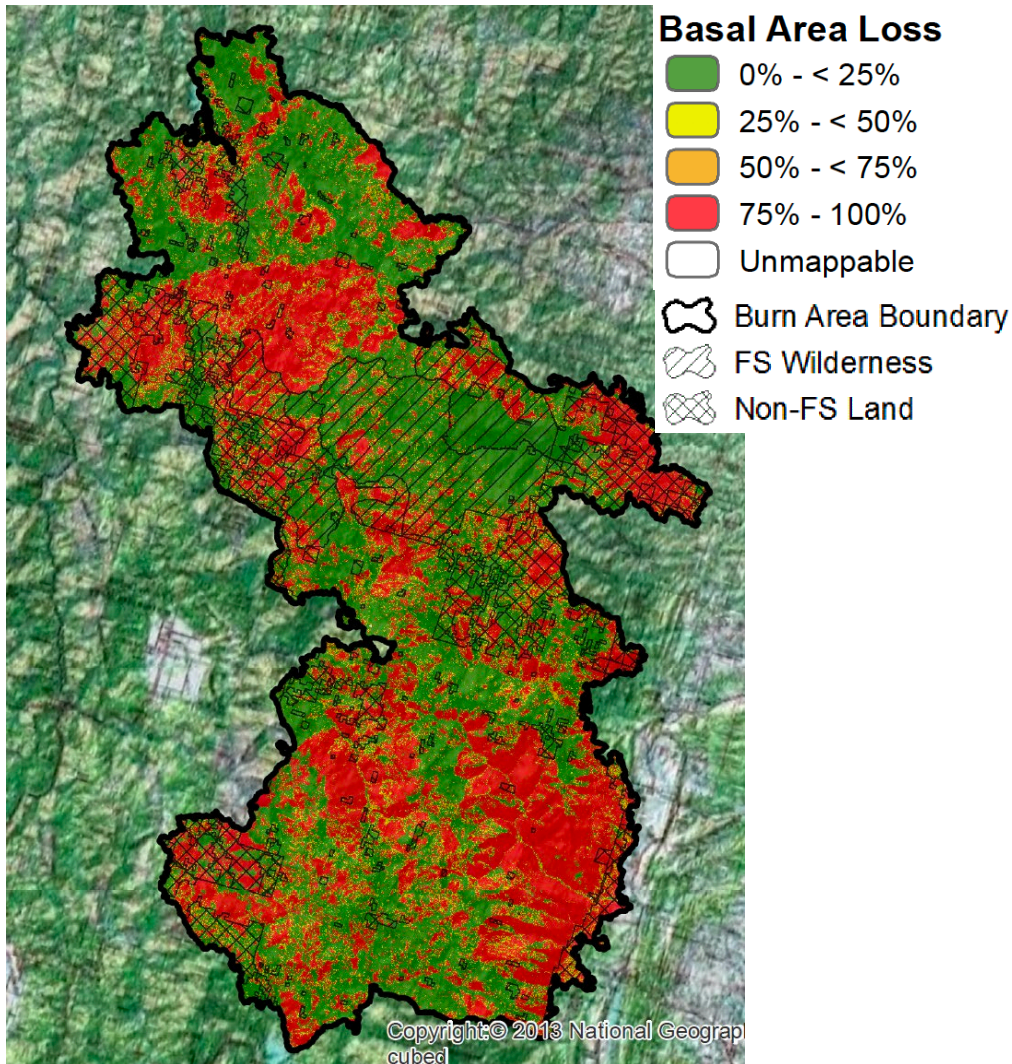 Basal Area Loss
0% - < 25%
25% - < 50%
50% - < 75%
75% - 100%
Unmappable
Burn Area Boundary
FS Wilderness
Non-FS Land
Copyright:© 2013 National Geograp
cubed